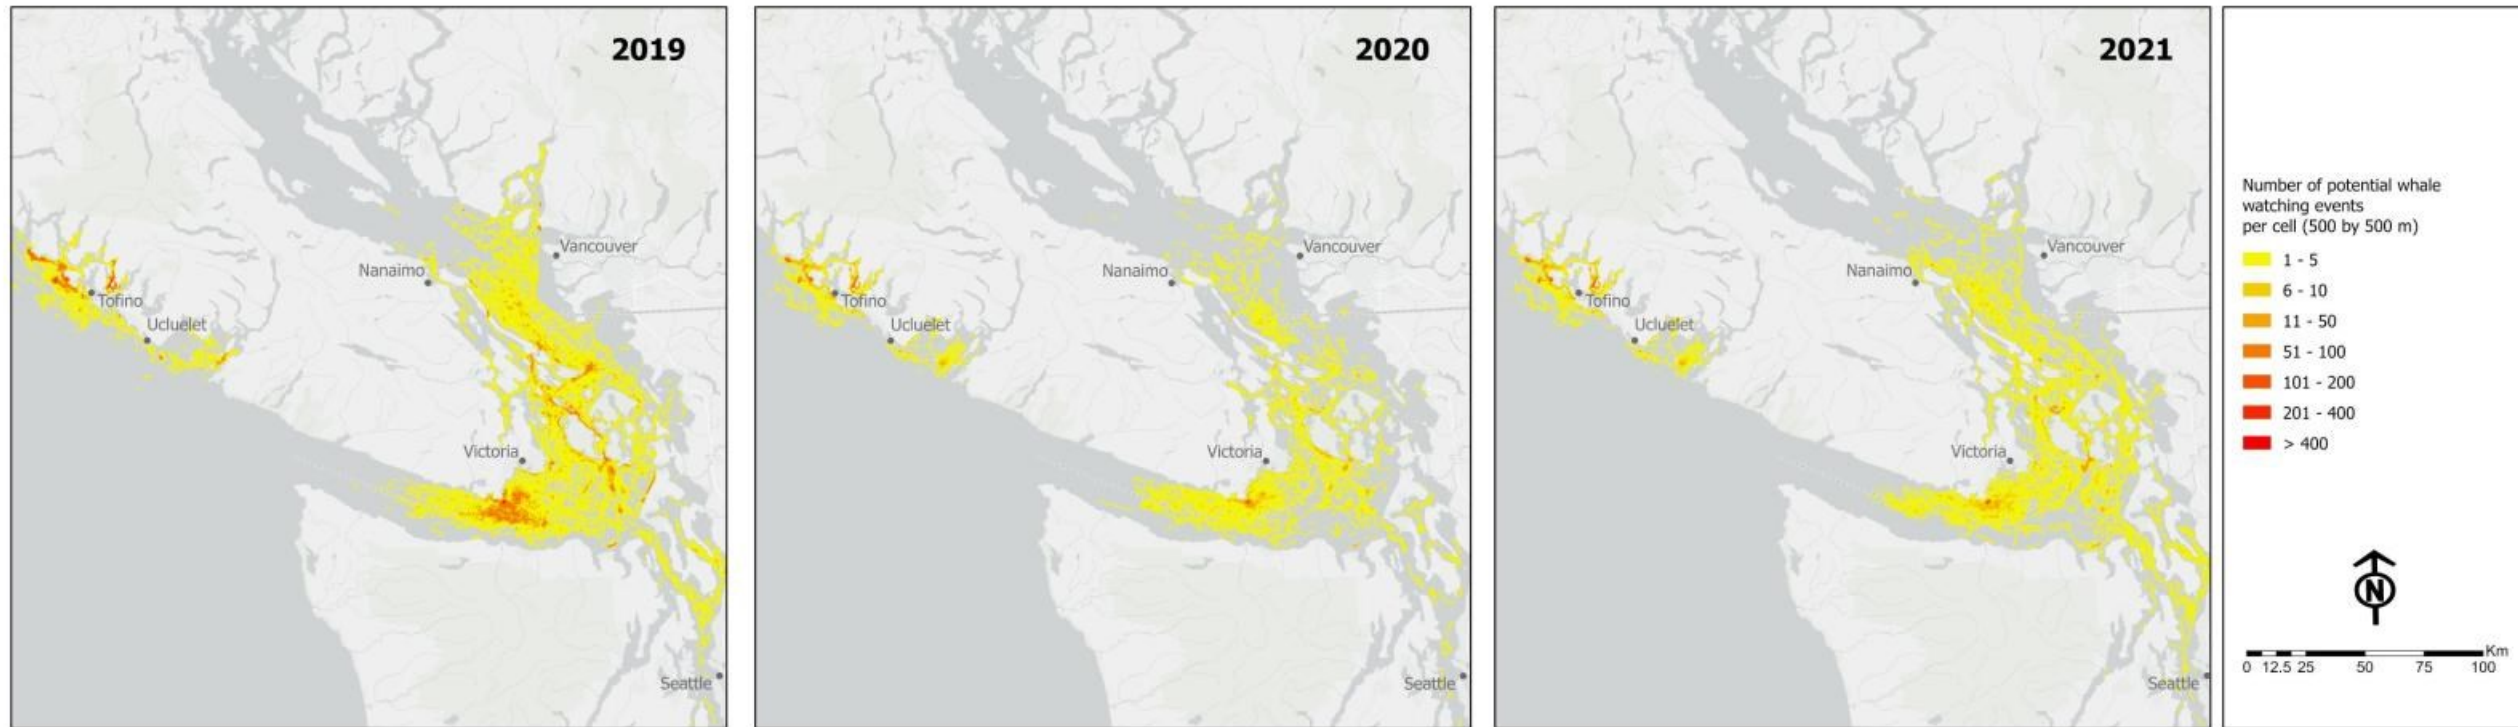 2019
Vancouver
Nanaimo
Tofino
Ucluelet
Victoria
Seattle
2020
Vancouver
Nanaimo
Tofino
Ucluelet
Victoria
Seattle
2021
Vancouver
Nanaimo
Tofino
Ucluelet
Victoria
Seattle
Number of potential whale
watching events
per cell (500 by 500 m)
1 - 5
6 - 10
11 - 50
51 - 100
101 - 200
201 - 400
> 400
N
Km
0 12.5 25 50 75 100